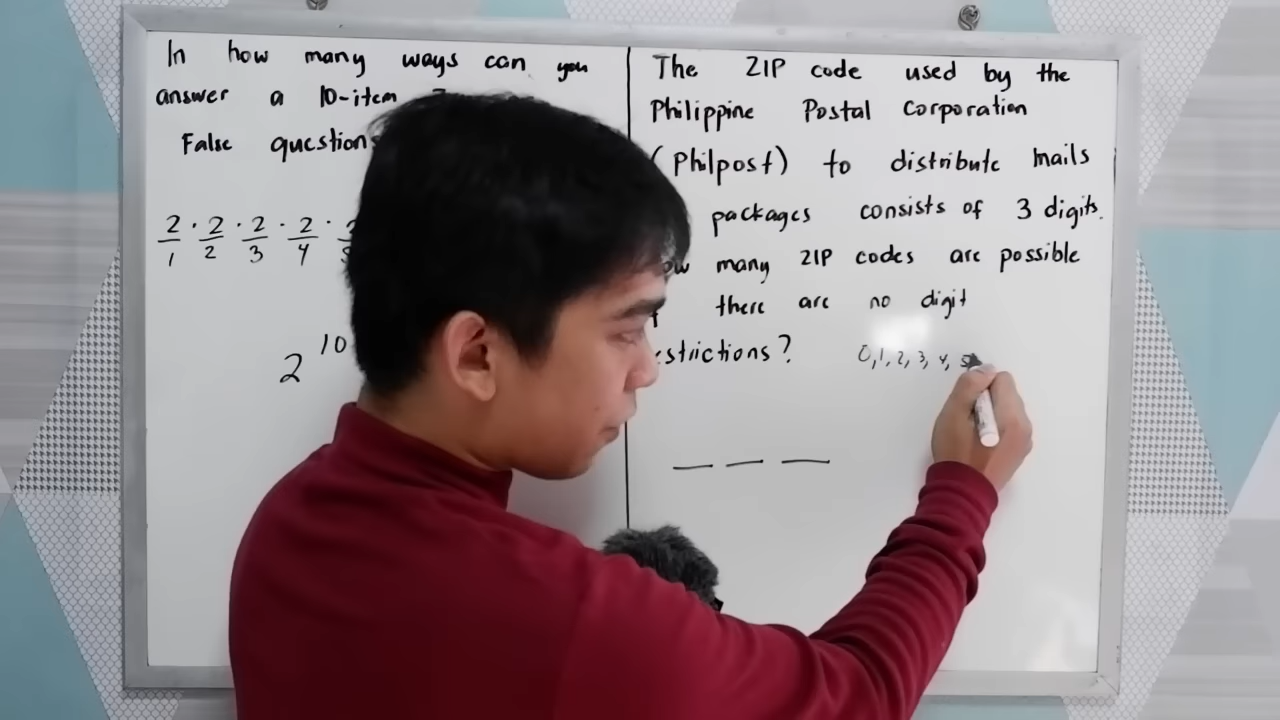 In how many ways can you
answer a 10-item
False question
2/1 · 2/2 · 2/3 · 2/4 ·
2^10
The ZIP code used by the
Philippine Postal Corporation
(Philpost) to distribute mails
packages consists of 3 digits.
many ZIP codes are possible
there are no digit
strictions?
0, 1, 2, 3, 4, 5